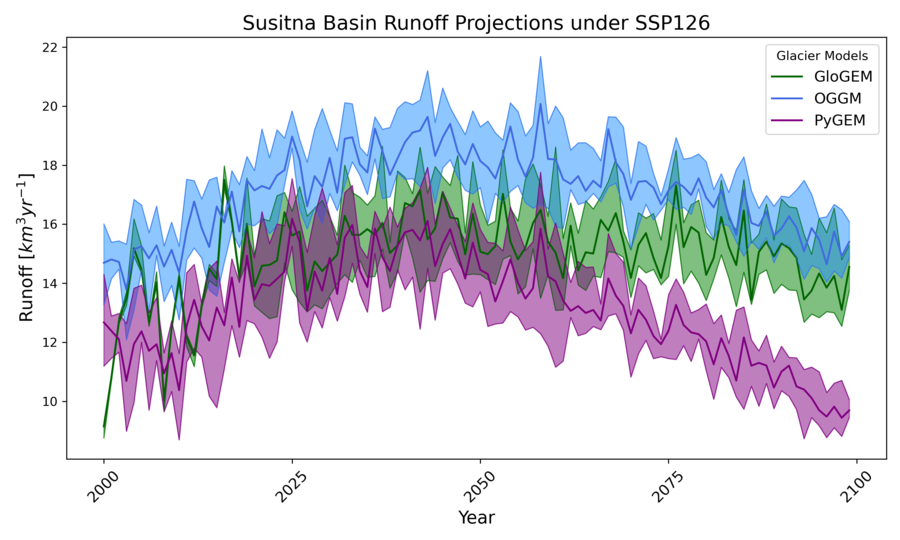 Susitna Basin Runoff Projections under SSP126
Glacier Models
GloGEM
OGGM
PyGEM
Runoff [km³yr⁻¹]
22
20
18
16
14
12
10
2000
2025
2050
2075
2100
Year